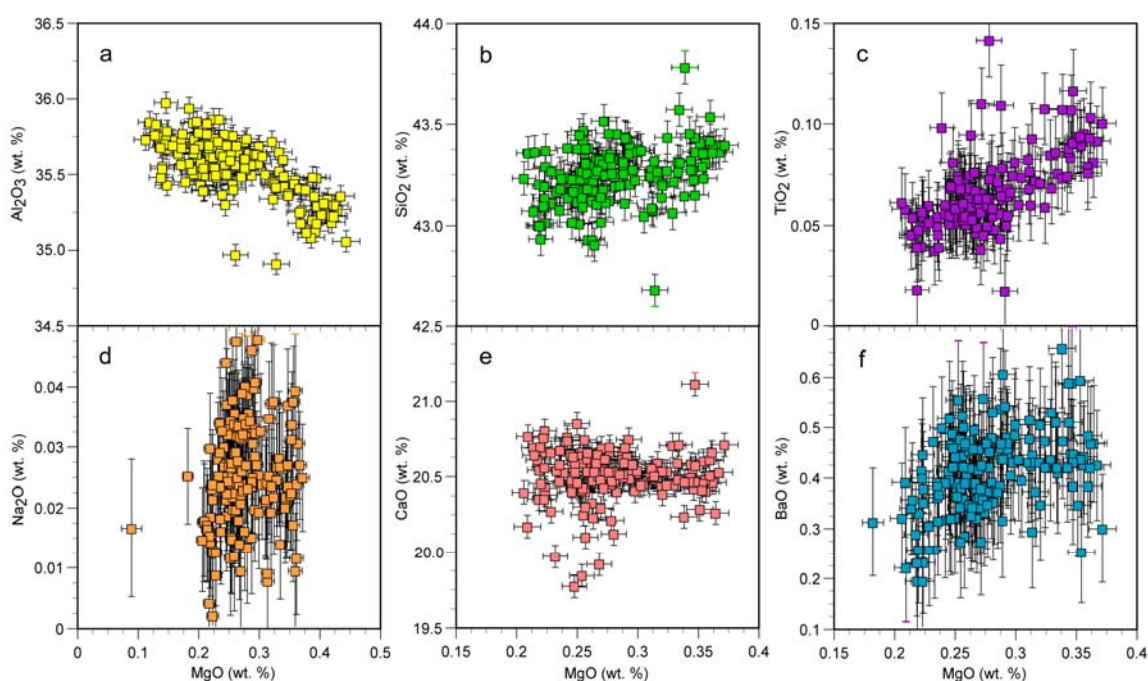 36.5
36.0
35.5
35.0
34.5
Al₂O₃ (wt. %)
a
44.0
43.5
43.0
42.5
SiO₂ (wt. %)
b
0.15
0.10
0.05
0
TiO₂ (wt. %)
c
0.04
0.03
0.02
0.01
0
Na₂O (wt. %)
d
21.0
20.5
20.0
19.5
CaO (wt. %)
e
0.6
0.5
0.4
0.3
0.2
0.1
BaO (wt. %)
f
0 0.1 0.2 0.3 0.4 0.5
MgO (wt. %)
0.15 0.2 0.25 0.3 0.35 0.4
MgO (wt. %)
0.15 0.2 0.25 0.3 0.35 0.4
MgO (wt. %)